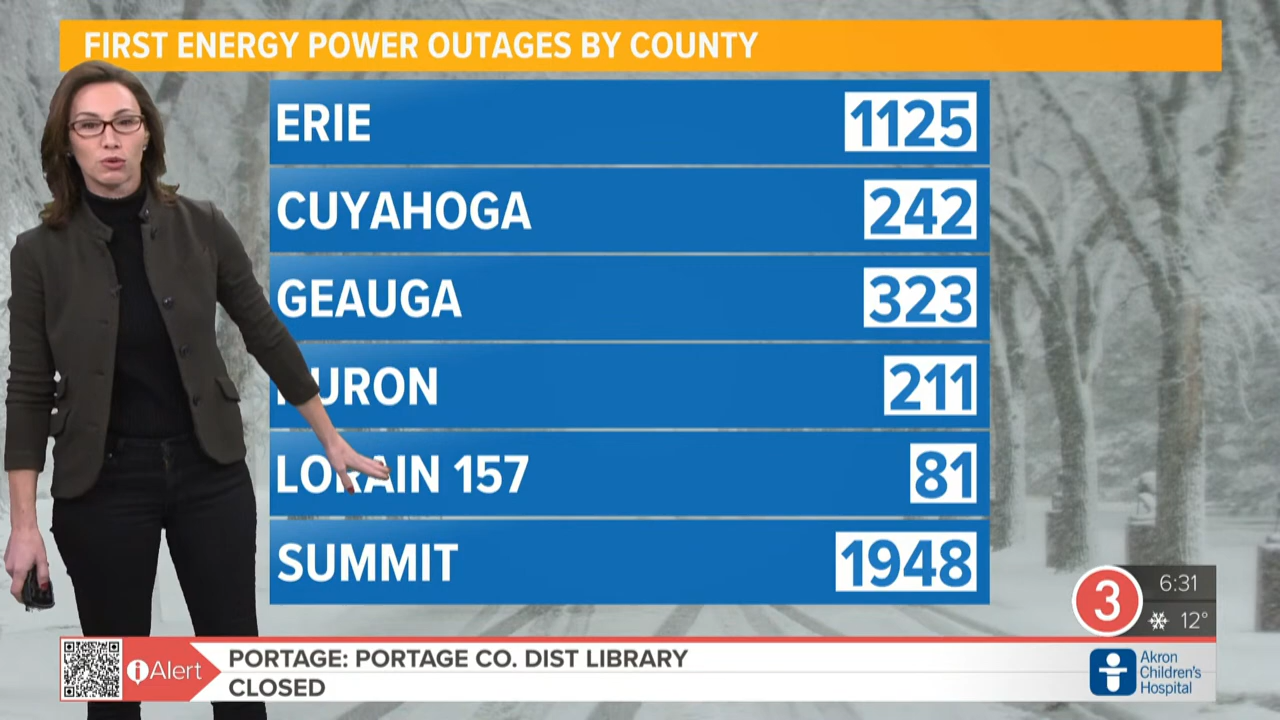 FIRST ENERGY POWER OUTAGES BY COUNTY
ERIE 1125
CUYAHOGA 242
GEAUGA 323
HURON 211
LORAIN 157 81
SUMMIT 1948
3
6:31
12°
iAlert
PORTAGE: PORTAGE CO. DIST LIBRARY
CLOSED
Akron
Children's
Hospital